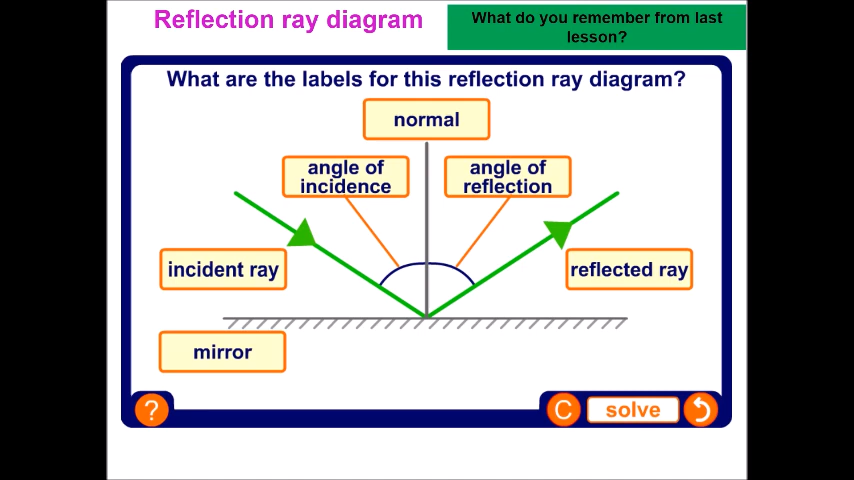 Reflection ray diagram
What do you remember from last
lesson?
What are the labels for this reflection ray diagram?
normal
angle of
incidence
angle of
reflection
incident ray
reflected ray
mirror
?
C
solve